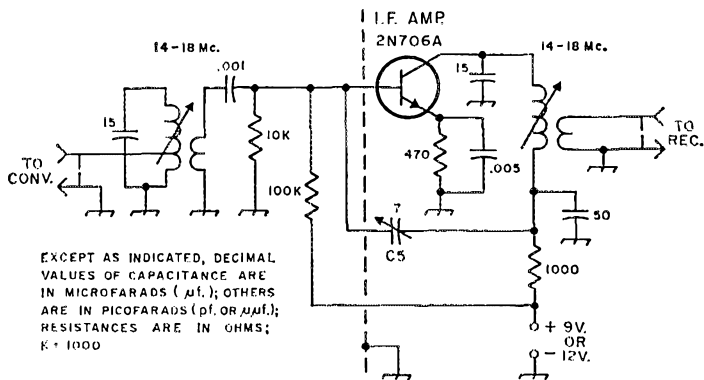 I.F. AMP.
2N706A
14-18 Mc.
.001
15
10K
100K
TO
CONV.
15
470
.005
14-18 Mc.
TO
REC.
50
7
C5
1000
+ 9V.
OR
- 12V.
EXCEPT AS INDICATED, DECIMAL
VALUES OF CAPACITANCE ARE
IN MICROFARADS ( µf.); OTHERS
ARE IN PICOFARADS (pf. OR µµf.);
RESISTANCES ARE IN OHMS;
K = 1000